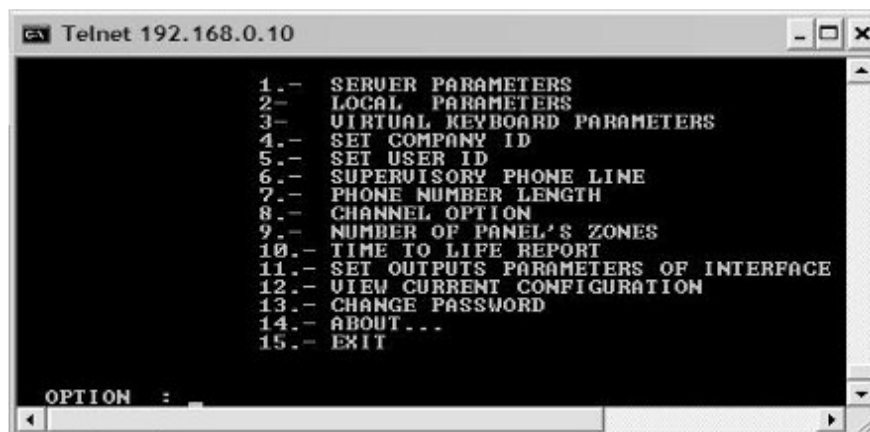 Telnet 192.168.0.10
1.- SERVER PARAMETERS
2- LOCAL PARAMETERS
3- VIRTUAL KEYBOARD PARAMETERS
4.- SET COMPANY ID
5.- SET USER ID
6.- SUPERVISORY PHONE LINE
7.- PHONE NUMBER LENGTH
8.- CHANNEL OPTION
9.- NUMBER OF PANEL'S ZONES
10.- TIME TO LIFE REPORT
11.- SET OUTPUTS PARAMETERS OF INTERFACE
12.- VIEW CURRENT CONFIGURATION
13.- CHANGE PASSWORD
14.- ABOUT...
15.- EXIT
OPTION : _